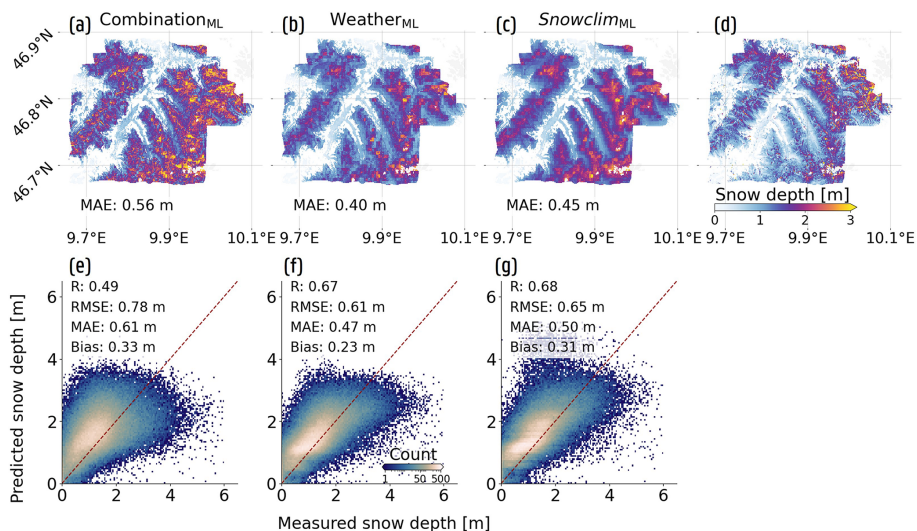 (a) Combination_ML (b) Weather_ML (c) Snowclim_ML (d)
46.9°N
46.8°N
46.7°N
MAE: 0.56 m MAE: 0.40 m MAE: 0.45 m
Snow depth [m]
0 1 2 3
9.7°E 9.9°E 10.1°E 9.7°E 9.9°E 10.1°E 9.7°E 9.9°E 10.1°E 9.7°E 9.9°E 10.1°E
(e) (f) (g)
R: 0.49
RMSE: 0.78 m
MAE: 0.61 m
Bias: 0.33 m
R: 0.67
RMSE: 0.61 m
MAE: 0.47 m
Bias: 0.23 m
R: 0.68
RMSE: 0.65 m
MAE: 0.50 m
Bias: 0.31 m
Predicted snow depth [m]
6
4
2
0
Count
1 50 500
0 2 4 6 0 2 4 6 0 2 4 6
Measured snow depth [m]